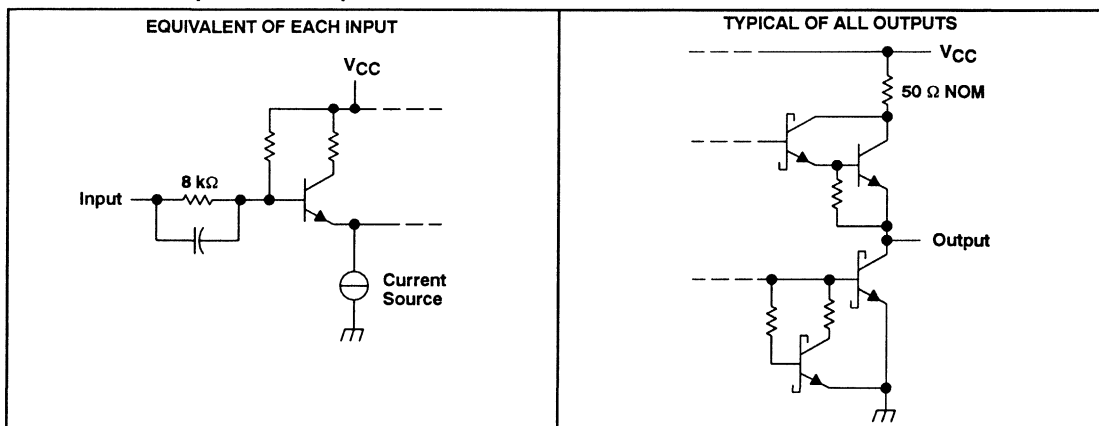 EQUIVALENT OF EACH INPUT
VCC
8 kΩ
Input
Current
Source
TYPICAL OF ALL OUTPUTS
VCC
50 Ω NOM
Output